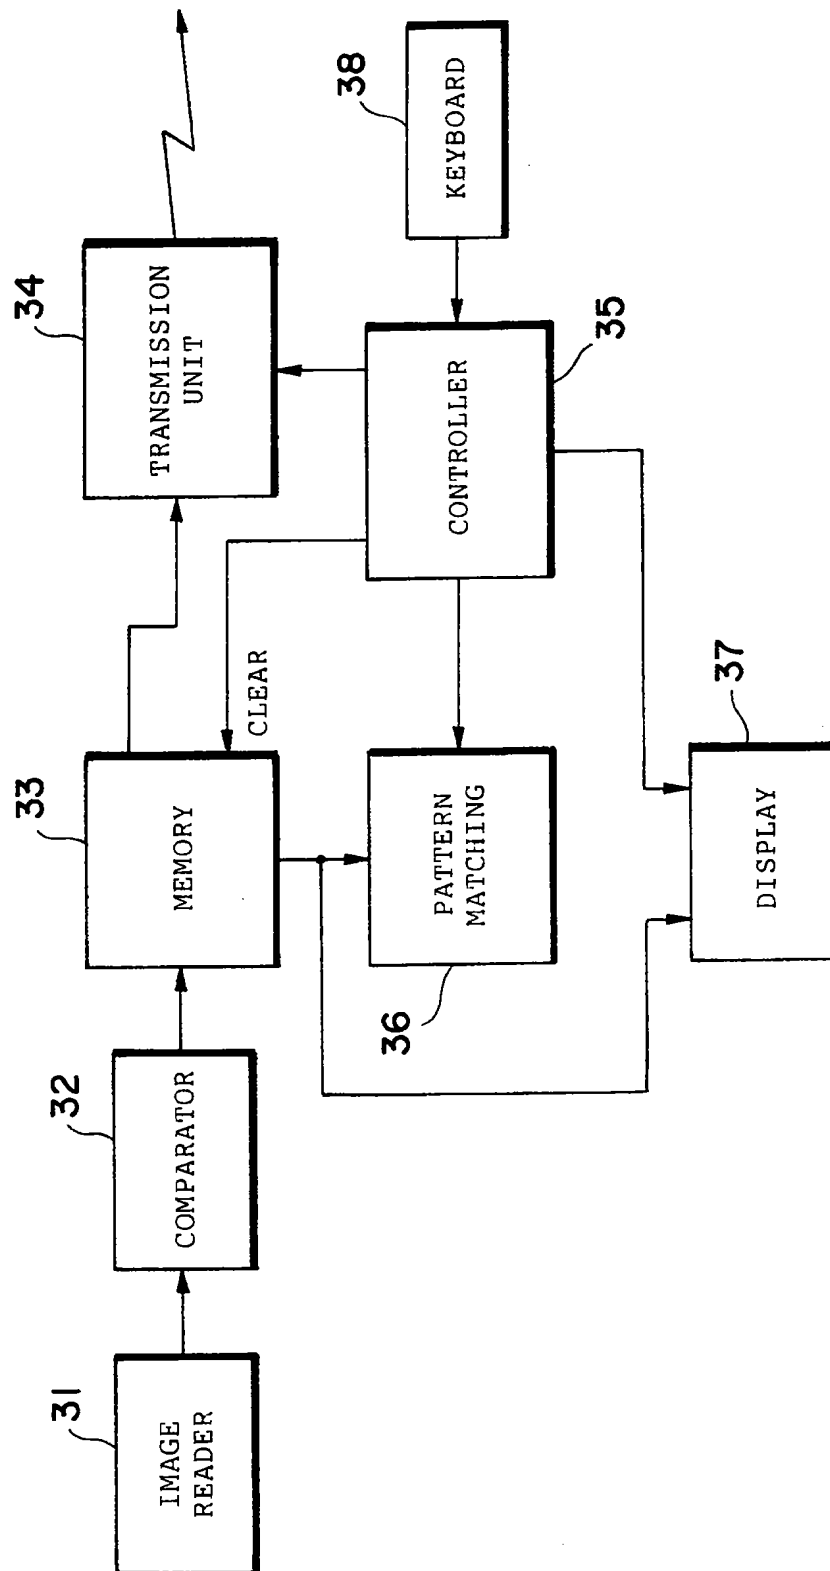 31
IMAGE
READER
32
COMPARATOR
33
MEMORY
34
TRANSMISSION
UNIT
CLEAR
36
PATTERN
MATCHING
CONTROLLER
35
38
KEYBOARD
37
DISPLAY